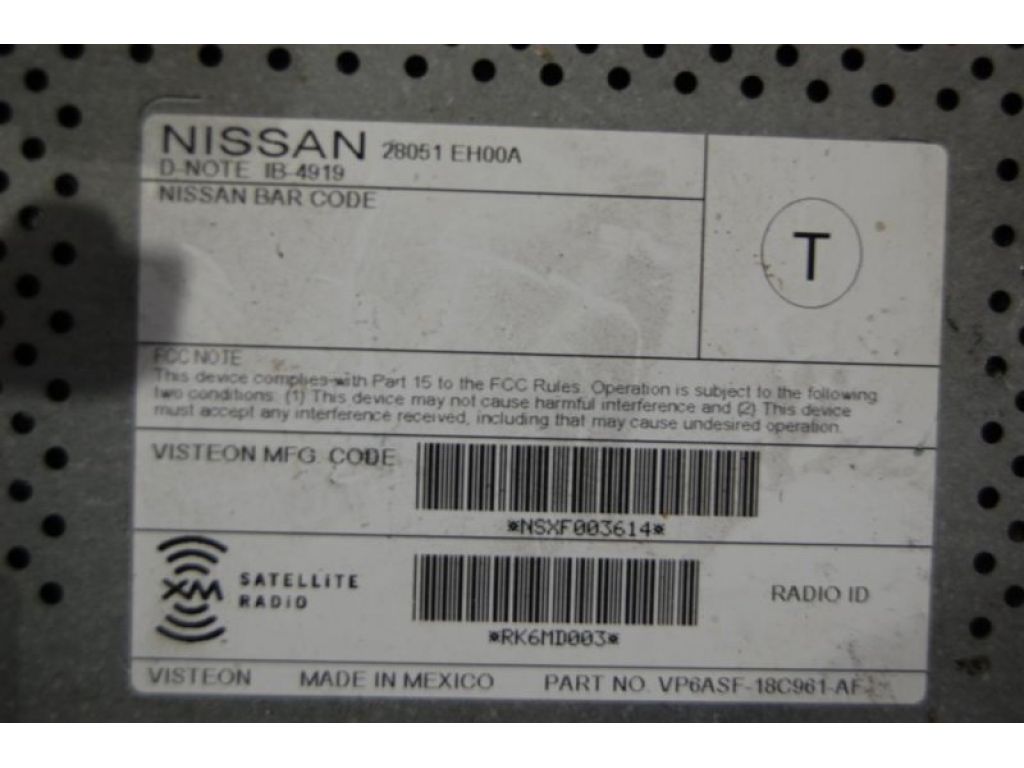 NISSAN 28051 EH00A
D-NOTE IB-4919
NISSAN BAR CODE
T
FCC NOTE
This device complies with Part 15 to the FCC Rules. Operation is subject to the following
two conditions: (1) This device may not cause harmful interference and (2) This device
must accept any interference received, including that may cause undesired operation.
VISTEON MFG. CODE
*NSXF003614*
XM SATELLITE
RADIO
*RK6MD003*
RADIO ID
VISTEON MADE IN MEXICO PART NO. VP6ASF-18C961-AF